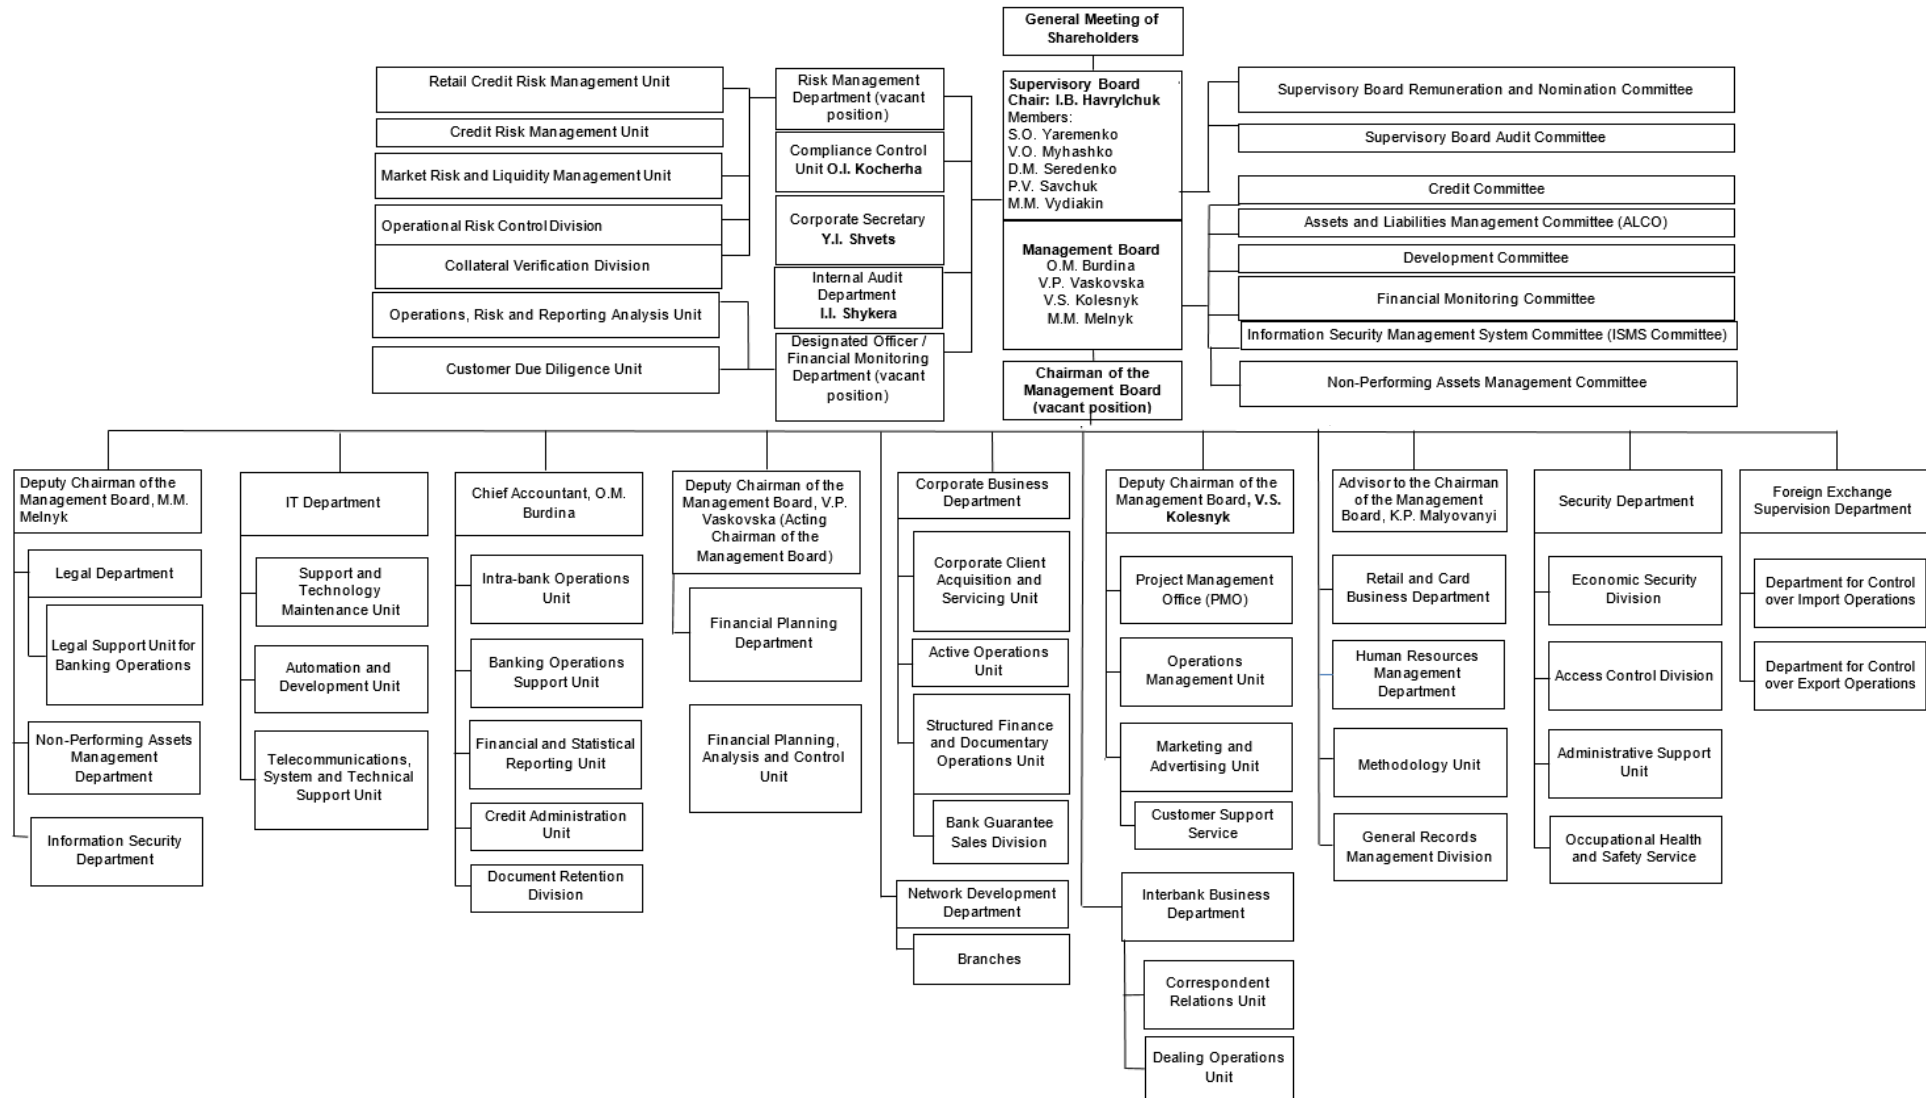 General Meeting of
Shareholders
Retail Credit Risk Management Unit
Credit Risk Management Unit
Market Risk and Liquidity Management Unit
Operational Risk Control Division
Collateral Verification Division
Operations, Risk and Reporting Analysis Unit
Customer Due Diligence Unit
Risk Management
Department (vacant
position)
Compliance Control
Unit O.I. Kocherha
Corporate Secretary
Y.I. Shvets
Internal Audit
Department
I.I. Shykera
Designated Officer /
Financial Monitoring
Department (vacant
position)
Supervisory Board
Chair: I.B. Havrylchuk
Members:
S.O. Yaremenko
V.O. Myhashko
D.M. Seredenko
P.V. Savchuk
M.M. Vydiakin
Management Board
O.M. Burdina
V.P. Vaskovska
V.S. Kolesnyk
M.M. Melnyk
Chairman of the
Management Board
(vacant position)
Supervisory Board Remuneration and Nomination Committee
Supervisory Board Audit Committee
Credit Committee
Assets and Liabilities Management Committee (ALCO)
Development Committee
Financial Monitoring Committee
Information Security Management System Committee (ISMS Committee)
Non-Performing Assets Management Committee
Deputy Chairman of the
Management Board, M.M.
Melnyk
Legal Department
Legal Support Unit for
Banking Operations
Non-Performing Assets
Management
Department
Information Security
Department
IT Department
Support and
Technology
Maintenance Unit
Automation and
Development Unit
Telecommunications,
System and Technical
Support Unit
Chief Accountant, O.M.
Burdina
Intra-bank Operations
Unit
Banking Operations
Support Unit
Financial and Statistical
Reporting Unit
Credit Administration
Unit
Document Retention
Division
Deputy Chairman of the
Management Board, V.P.
Vaskovska (Acting
Chairman of the
Management Board)
Financial Planning
Department
Financial Planning,
Analysis and Control
Unit
Corporate Business
Department
Corporate Client
Acquisition and
Servicing Unit
Active Operations
Unit
Structured Finance
and Documentary
Operations Unit
Bank Guarantee
Sales Division
Network Development
Department
Branches
Deputy Chairman of the
Management Board, V.S.
Kolesnyk
Project Management
Office (PMO)
Operations
Management Unit
Marketing and
Advertising Unit
Customer Support
Service
Interbank Business
Department
Correspondent
Relations Unit
Dealing Operations
Unit
Advisor to the Chairman
of the Management
Board, K.P. Malyovanyi
Retail and Card
Business Department
Human Resources
Management
Department
Methodology Unit
General Records
Management Division
Security Department
Economic Security
Division
Access Control Division
Administrative Support
Unit
Occupational Health
and Safety Service
Foreign Exchange
Supervision Department
Department for Control
over Import Operations
Department for Control
over Export Operations